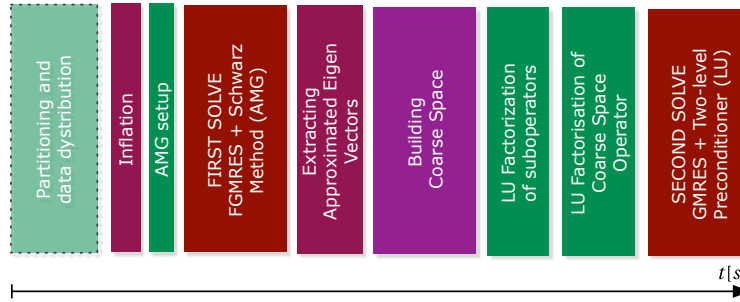 Partitioning and
data dystribution
Inflation
AMG setup
FIRST SOLVE
FGMRES + Schwarz
Method (AMG)
Extracting
Approximated Eigen
Vectors
Building
Coarse Space
LU Factorization
of suboperators
LU Factorisation of
Coarse Space
Operator
SECOND SOLVE
GMRES + Two-level
Preconditioner (LU)
t[s